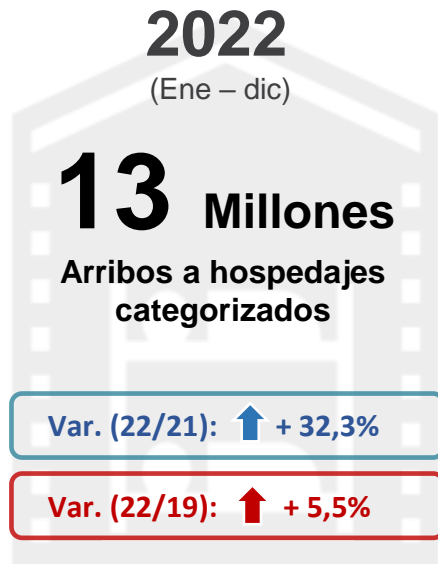 2022
(Ene – dic)
13 Millones
Arribos a hospedajes
categorizados
Var. (22/21): + 32,3%
Var. (22/19): + 5,5%